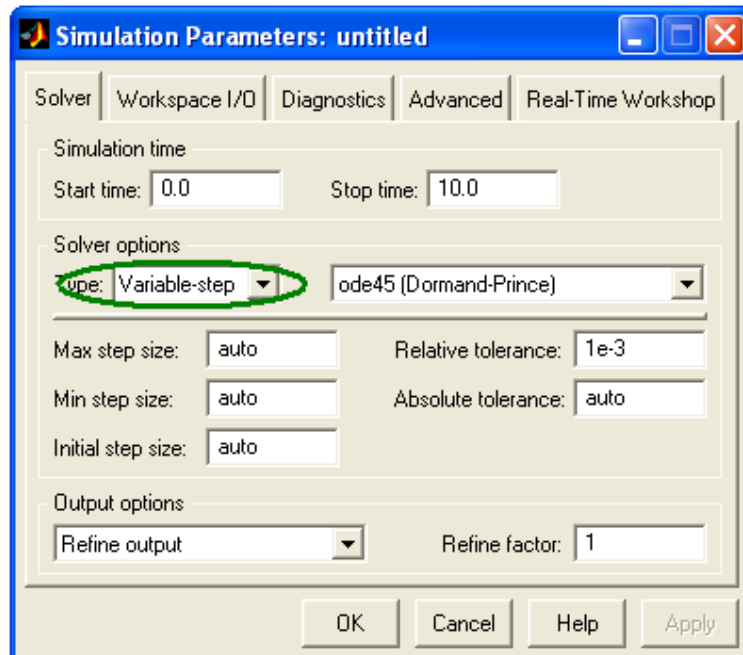 Simulation Parameters: untitled
Solver Workspace I/O Diagnostics Advanced Real-Time Workshop
Simulation time
Start time: 0.0 Stop time: 10.0
Solver options
Type: Variable-step ode45 (Dormand-Prince)
Max step size: auto Relative tolerance: 1e-3
Min step size: auto Absolute tolerance: auto
Initial step size: auto
Output options
Refine output Refine factor: 1
OK Cancel Help Apply